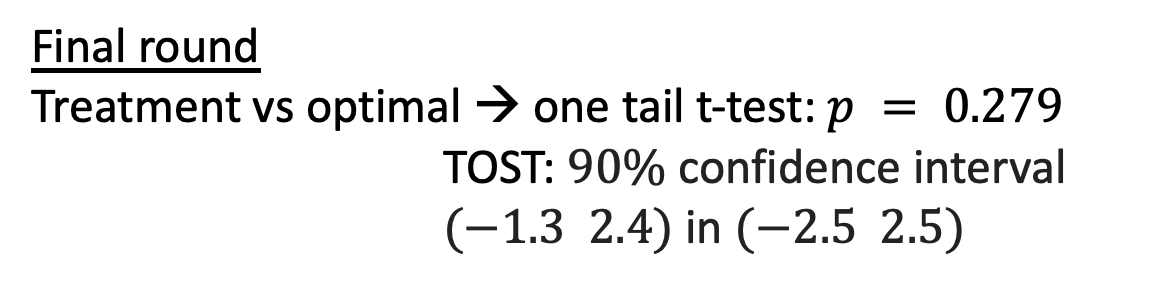 Final round
Treatment vs optimal → one tail t-test: p = 0.279
TOST: 90% confidence interval
(−1.3 2.4) in (−2.5 2.5)